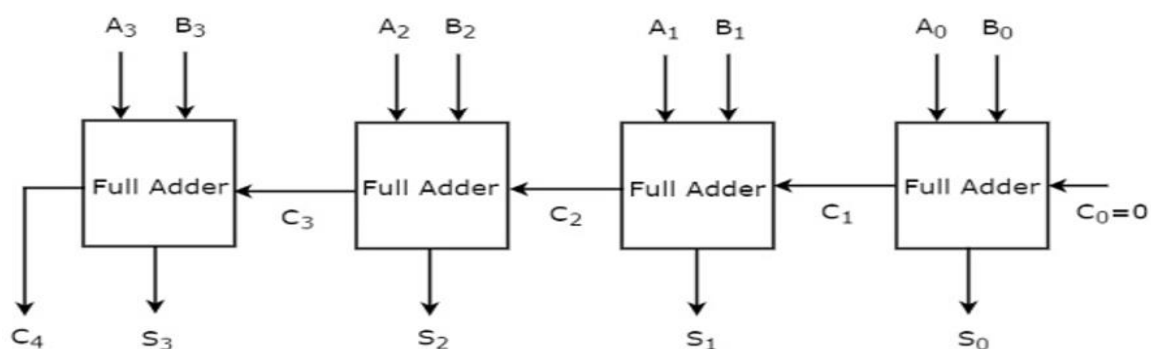 A₃ B₃ A₂ B₂ A₁ B₁ A₀ B₀
Full Adder Full Adder Full Adder Full Adder
C₃ C₂ C₁ C₀=0
C₄ S₃ S₂ S₁ S₀